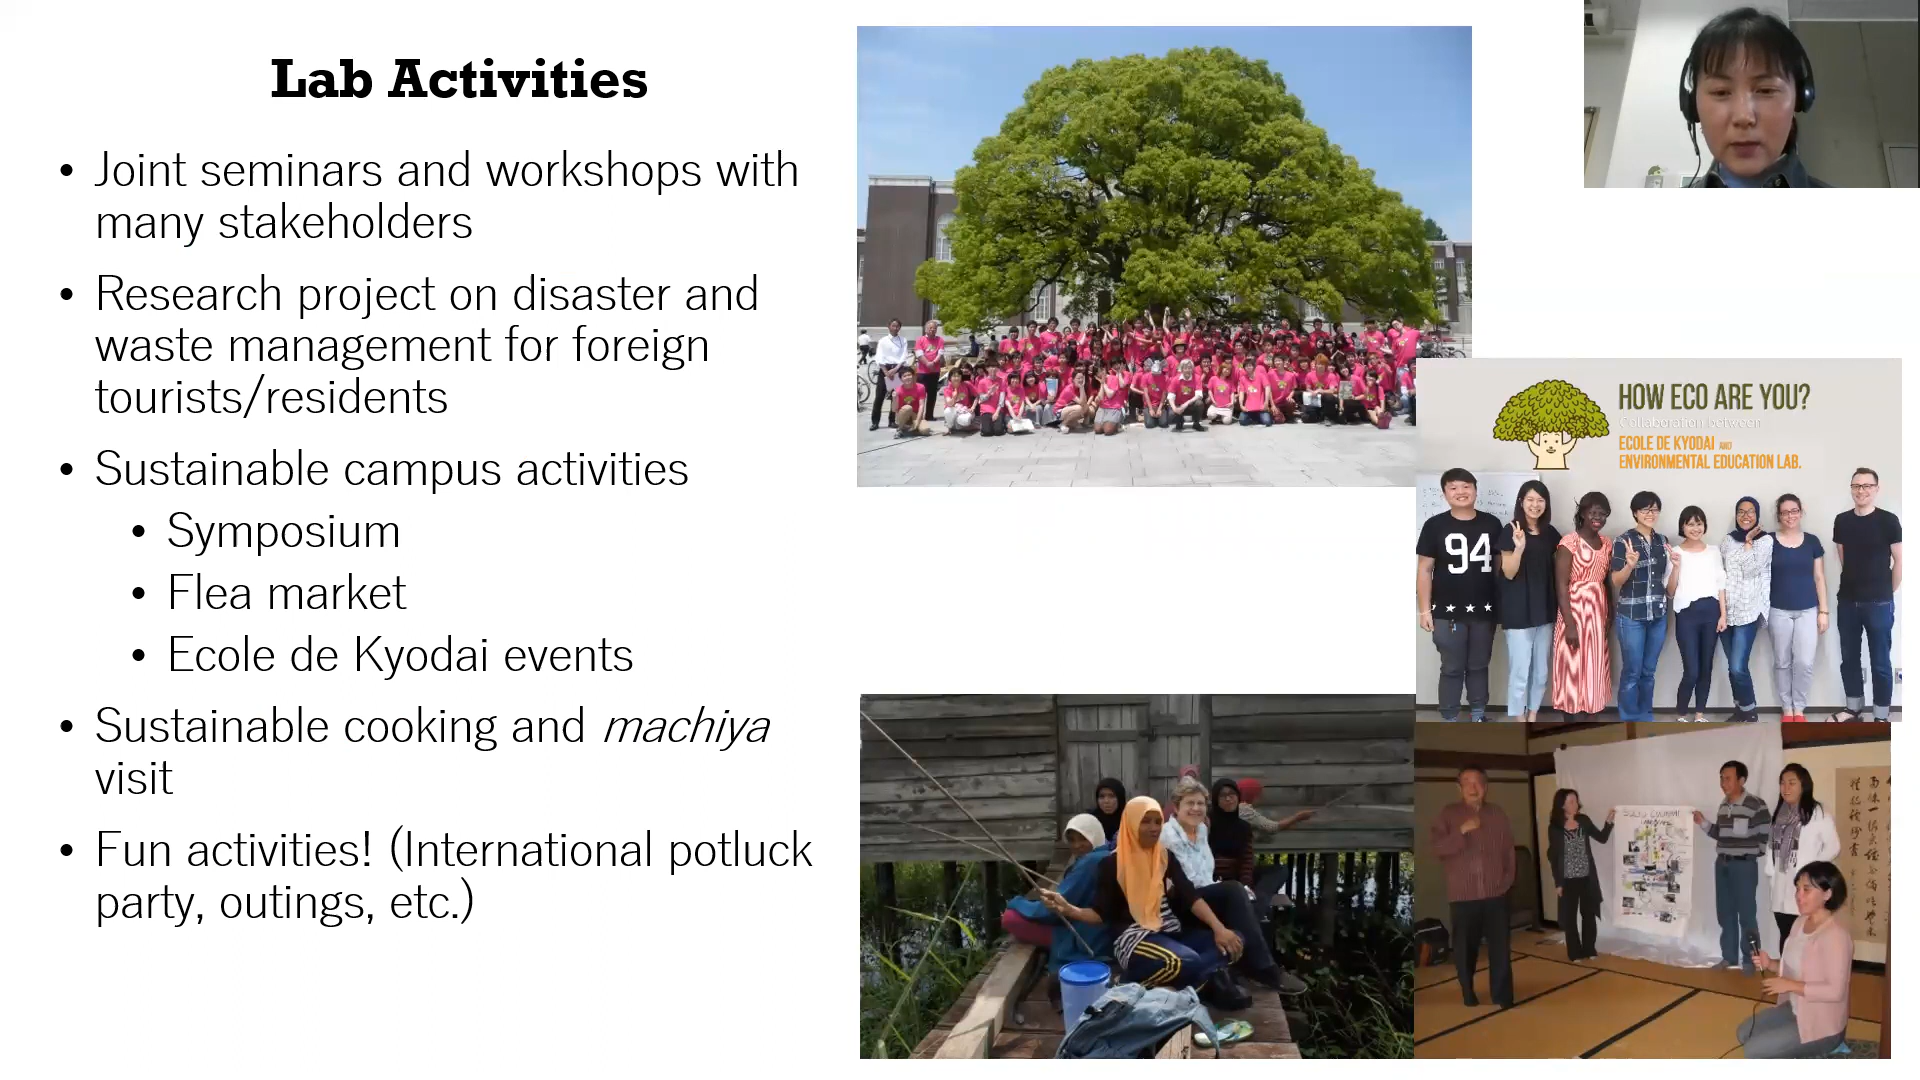 Lab Activities
• Joint seminars and workshops with
many stakeholders
• Research project on disaster and
waste management for foreign
tourists/residents
• Sustainable campus activities
• Symposium
• Flea market
• Ecole de Kyodai events
• Sustainable cooking and machiya
visit
• Fun activities! (International potluck
party, outings, etc.)
HOW ECO ARE YOU?
Collaboration between
ECOLE DE KYODAI AND
ENVIRONMENTAL EDUCATION LAB.
94